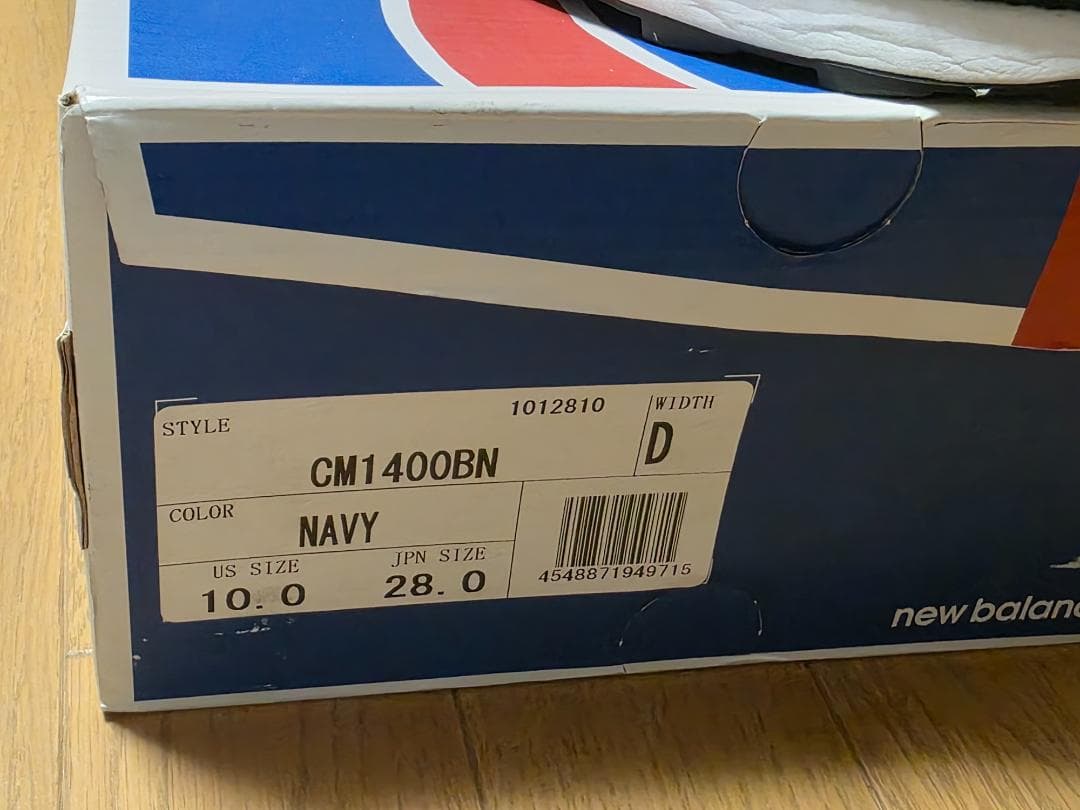 1012810
STYLE
WIDTH
CM1400BN
D
COLOR
NAVY
US SIZE
JPN SIZE
10.0
28.0
4548871949715
new balanc